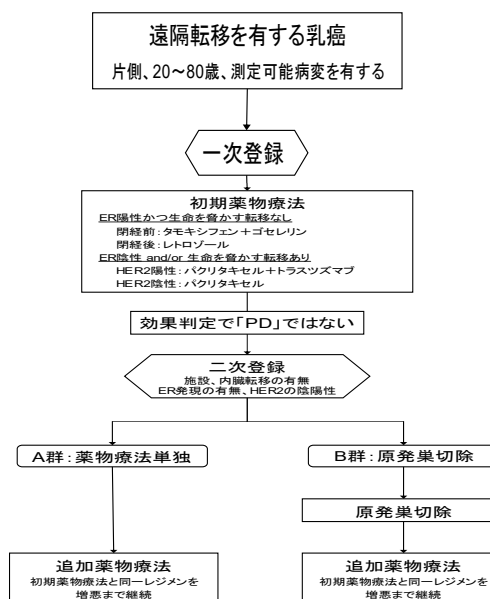 遠隔転移を有する乳癌
片側、20～80歳、測定可能病変を有する
一次登録
初期薬物療法
ER陽性かつ生命を脅かす転移なし
閉経前：タモキシフェン＋ゴセレリン
閉経後：レトロゾール
ER陰性 and/or 生命を脅かす転移あり
HER2陽性：パクリタキセル＋トラスツズマブ
HER2陰性：パクリタキセル
効果判定で「PD」ではない
二次登録
施設、内臓転移の有無
ER発現の有無、HER2の陰陽性
A群：薬物療法単独
B群：原発巣切除
原発巣切除
追加薬物療法
初期薬物療法と同一レジメンを
増悪まで継続
追加薬物療法
初期薬物療法と同一レジメンを
増悪まで継続